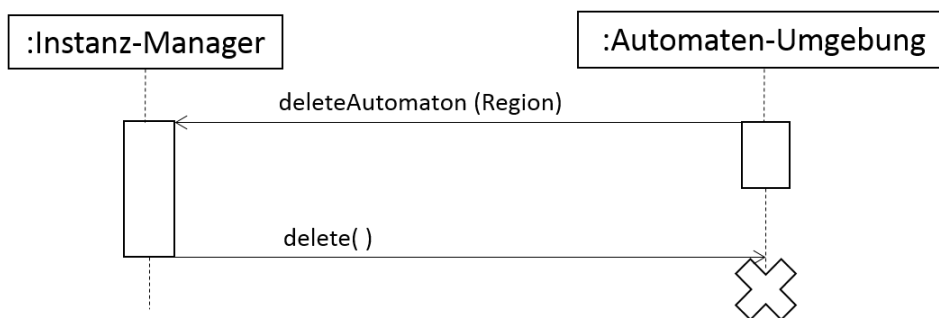 :Instanz-Manager
:Automaten-Umgebung
deleteAutomaton (Region)
delete( )